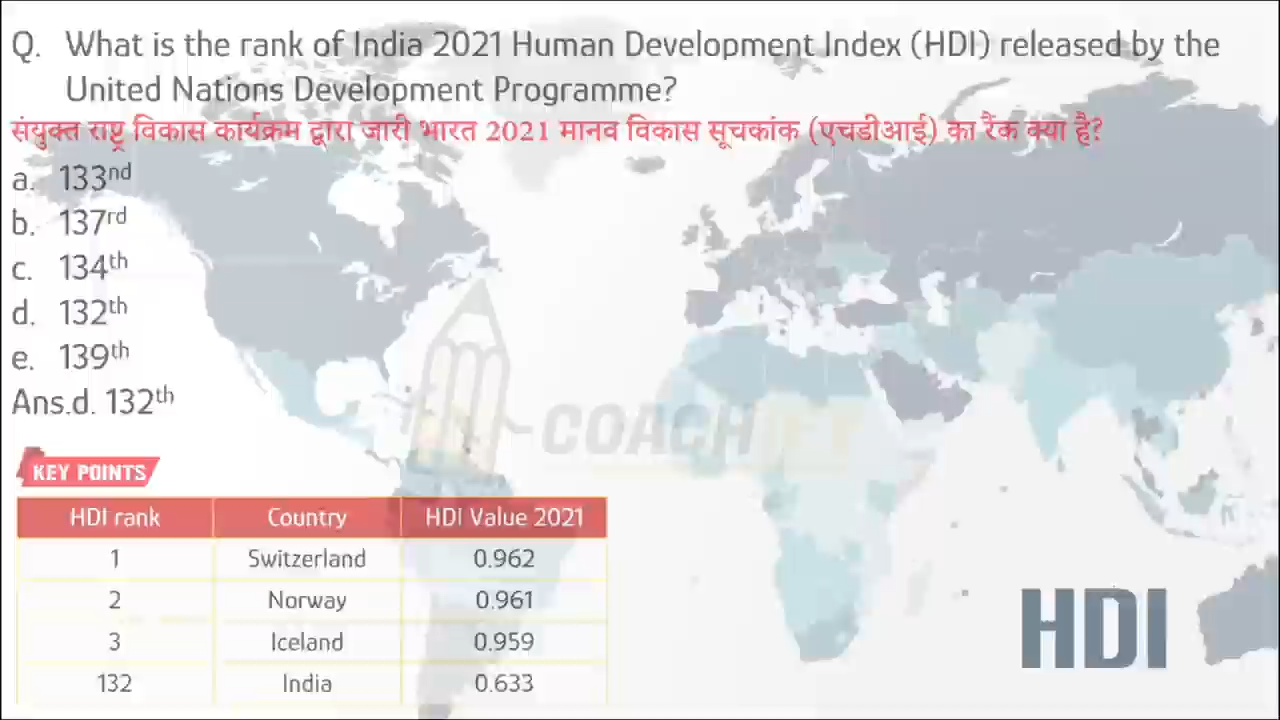 Q. What is the rank of India 2021 Human Development Index (HDI) released by the
United Nations Development Programme?
संयुक्त राष्ट्र विकास कार्यक्रम द्वारा जारी भारत 2021 मानव विकास सूचकांक (एचडीआई) का रैंक क्या है?
a. 133nd
b. 137rd
c. 134th
d. 132th
e. 139th
Ans.d. 132th
COACH
KEY POINTS
HDI rank Country HDI Value 2021
1 Switzerland 0.962
2 Norway 0.961
3 Iceland 0.959
132 India 0.633
HDI